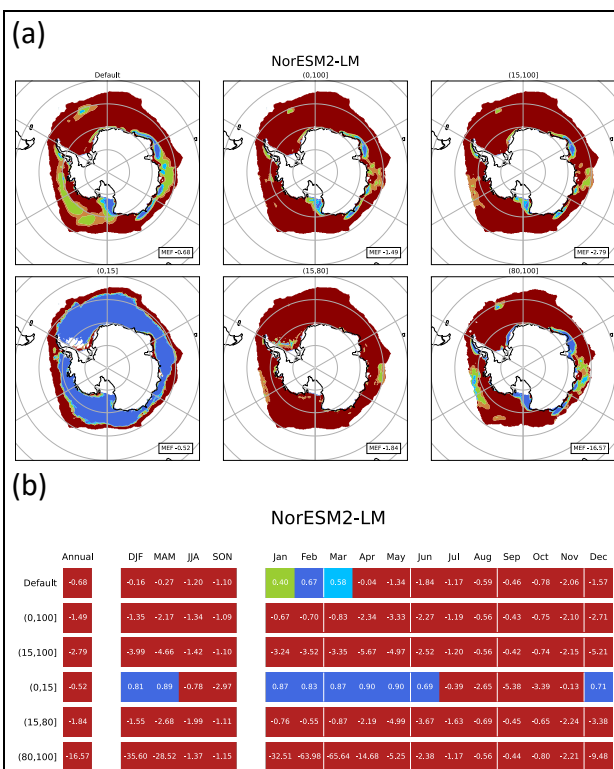 (a)
NorESM2-LM
Default (0,100] (15,100]
MEF -0.68 MEF -1.49 MEF -2.79
(0,15] (15,80] (80,100]
MEF -0.52 MEF -1.84 MEF -16.57
(b)
NorESM2-LM
Annual DJF MAM JJA SON Jan Feb Mar Apr May Jun Jul Aug Sep Oct Nov Dec
Default -0.68 -0.16 -0.27 -1.20 -1.10 0.40 0.67 0.58 -0.04 -1.34 -1.84 -1.17 -0.59 -0.46 -0.78 -2.06 -1.57
(0,100] -1.49 -1.35 -2.17 -1.34 -1.09 -0.67 -0.70 -0.83 -2.34 -3.33 -2.27 -1.19 -0.56 -0.43 -0.72 -2.10 -2.71
(15,100] -2.79 -3.99 -4.66 -1.42 -1.10 -3.24 -3.52 -3.35 -5.67 -4.97 -2.52 -1.20 -0.56 -0.42 -0.74 -2.15 -5.21
(0,15] -0.52 0.81 0.89 -0.78 -2.97 0.87 0.83 0.87 0.90 0.90 0.69 -0.39 -2.65 -5.38 -3.39 -0.13 0.71
(15,80] -1.84 -1.55 -2.68 -1.99 -1.11 -0.76 -0.55 -0.87 -2.19 -4.99 -3.67 -1.63 -0.69 -0.45 -0.65 -2.24 -3.38
(80,100] -16.57 -35.60 -28.52 -1.37 -1.15 -32.51 -63.98 -65.64 -14.68 -5.25 -2.38 -1.17 -0.56 -0.44 -0.80 -2.21 -9.48